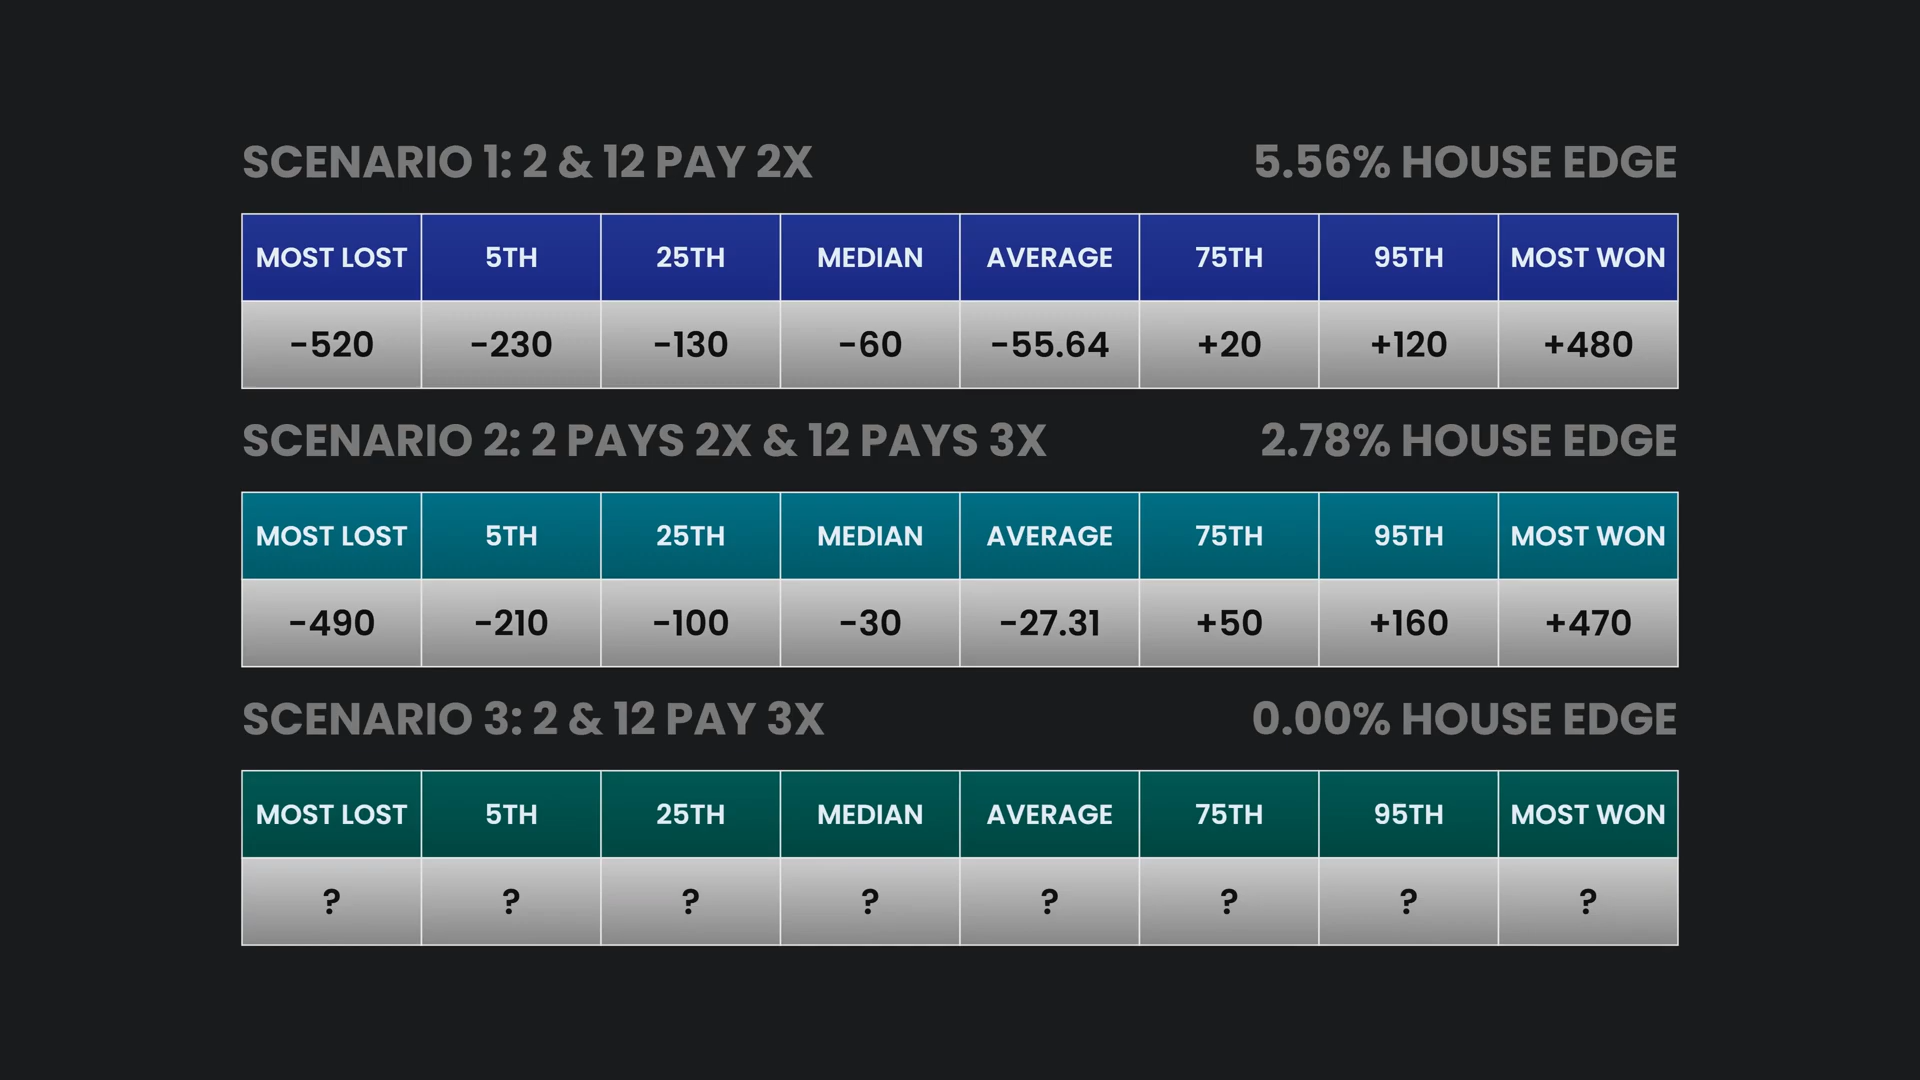 SCENARIO 1: 2 & 12 PAY 2X 5.56% HOUSE EDGE
MOST LOST 5TH 25TH MEDIAN AVERAGE 75TH 95TH MOST WON
-520 -230 -130 -60 -55.64 +20 +120 +480
SCENARIO 2: 2 PAYS 2X & 12 PAYS 3X 2.78% HOUSE EDGE
MOST LOST 5TH 25TH MEDIAN AVERAGE 75TH 95TH MOST WON
-490 -210 -100 -30 -27.31 +50 +160 +470
SCENARIO 3: 2 & 12 PAY 3X 0.00% HOUSE EDGE
MOST LOST 5TH 25TH MEDIAN AVERAGE 75TH 95TH MOST WON
? ? ? ? ? ? ? ?